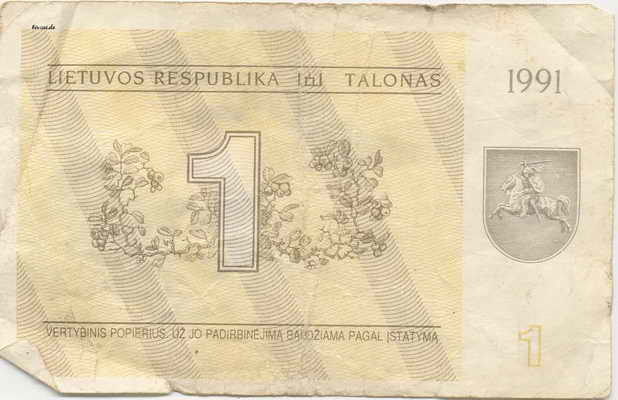 LIETUVOS RESPUBLIKA TALONAS
1991
1
VERTYBINIS POPIERIUS. UŽ JO PADIRBINĖJIMĄ BAUDŽIAMA PAGAL ĮSTATYMĄ
1